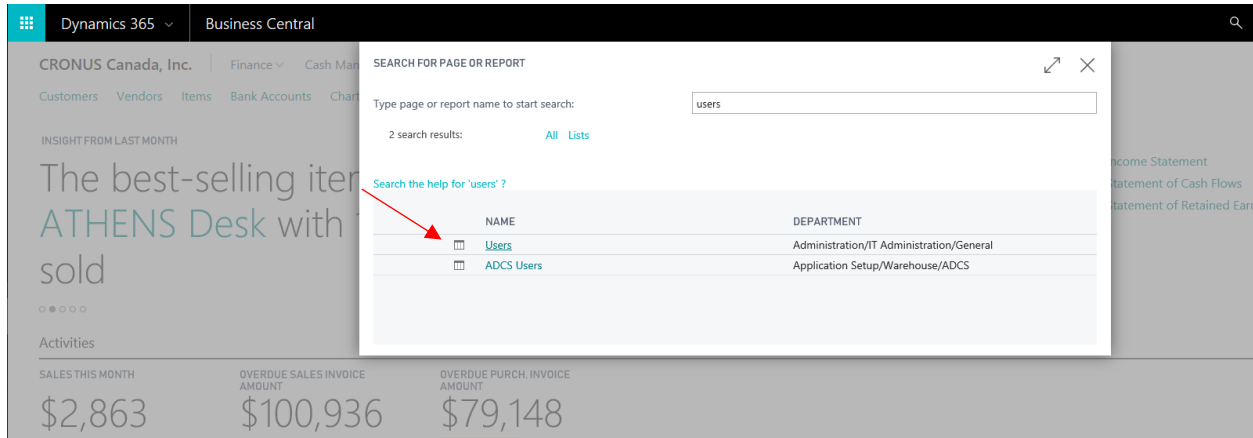 Dynamics 365 Business Central
CRONUS Canada, Inc. Finance Cash Man
Customers Vendors Items Bank Accounts Chart
INSIGHT FROM LAST MONTH
The best-selling iter
ATHENS Desk with
sold
Activities
SALES THIS MONTH
$2,863
OVERDUE SALES INVOICE
AMOUNT
$100,936
OVERDUE PURCH. INVOICE
AMOUNT
$79,148
SEARCH FOR PAGE OR REPORT
Type page or report name to start search: users
2 search results: All Lists
Search the help for 'users' ?
NAME DEPARTMENT
Users Administration/IT Administration/General
ADCS Users Application Setup/Warehouse/ADCS
ncome Statement
tatement of Cash Flows
tatement of Retained Earn